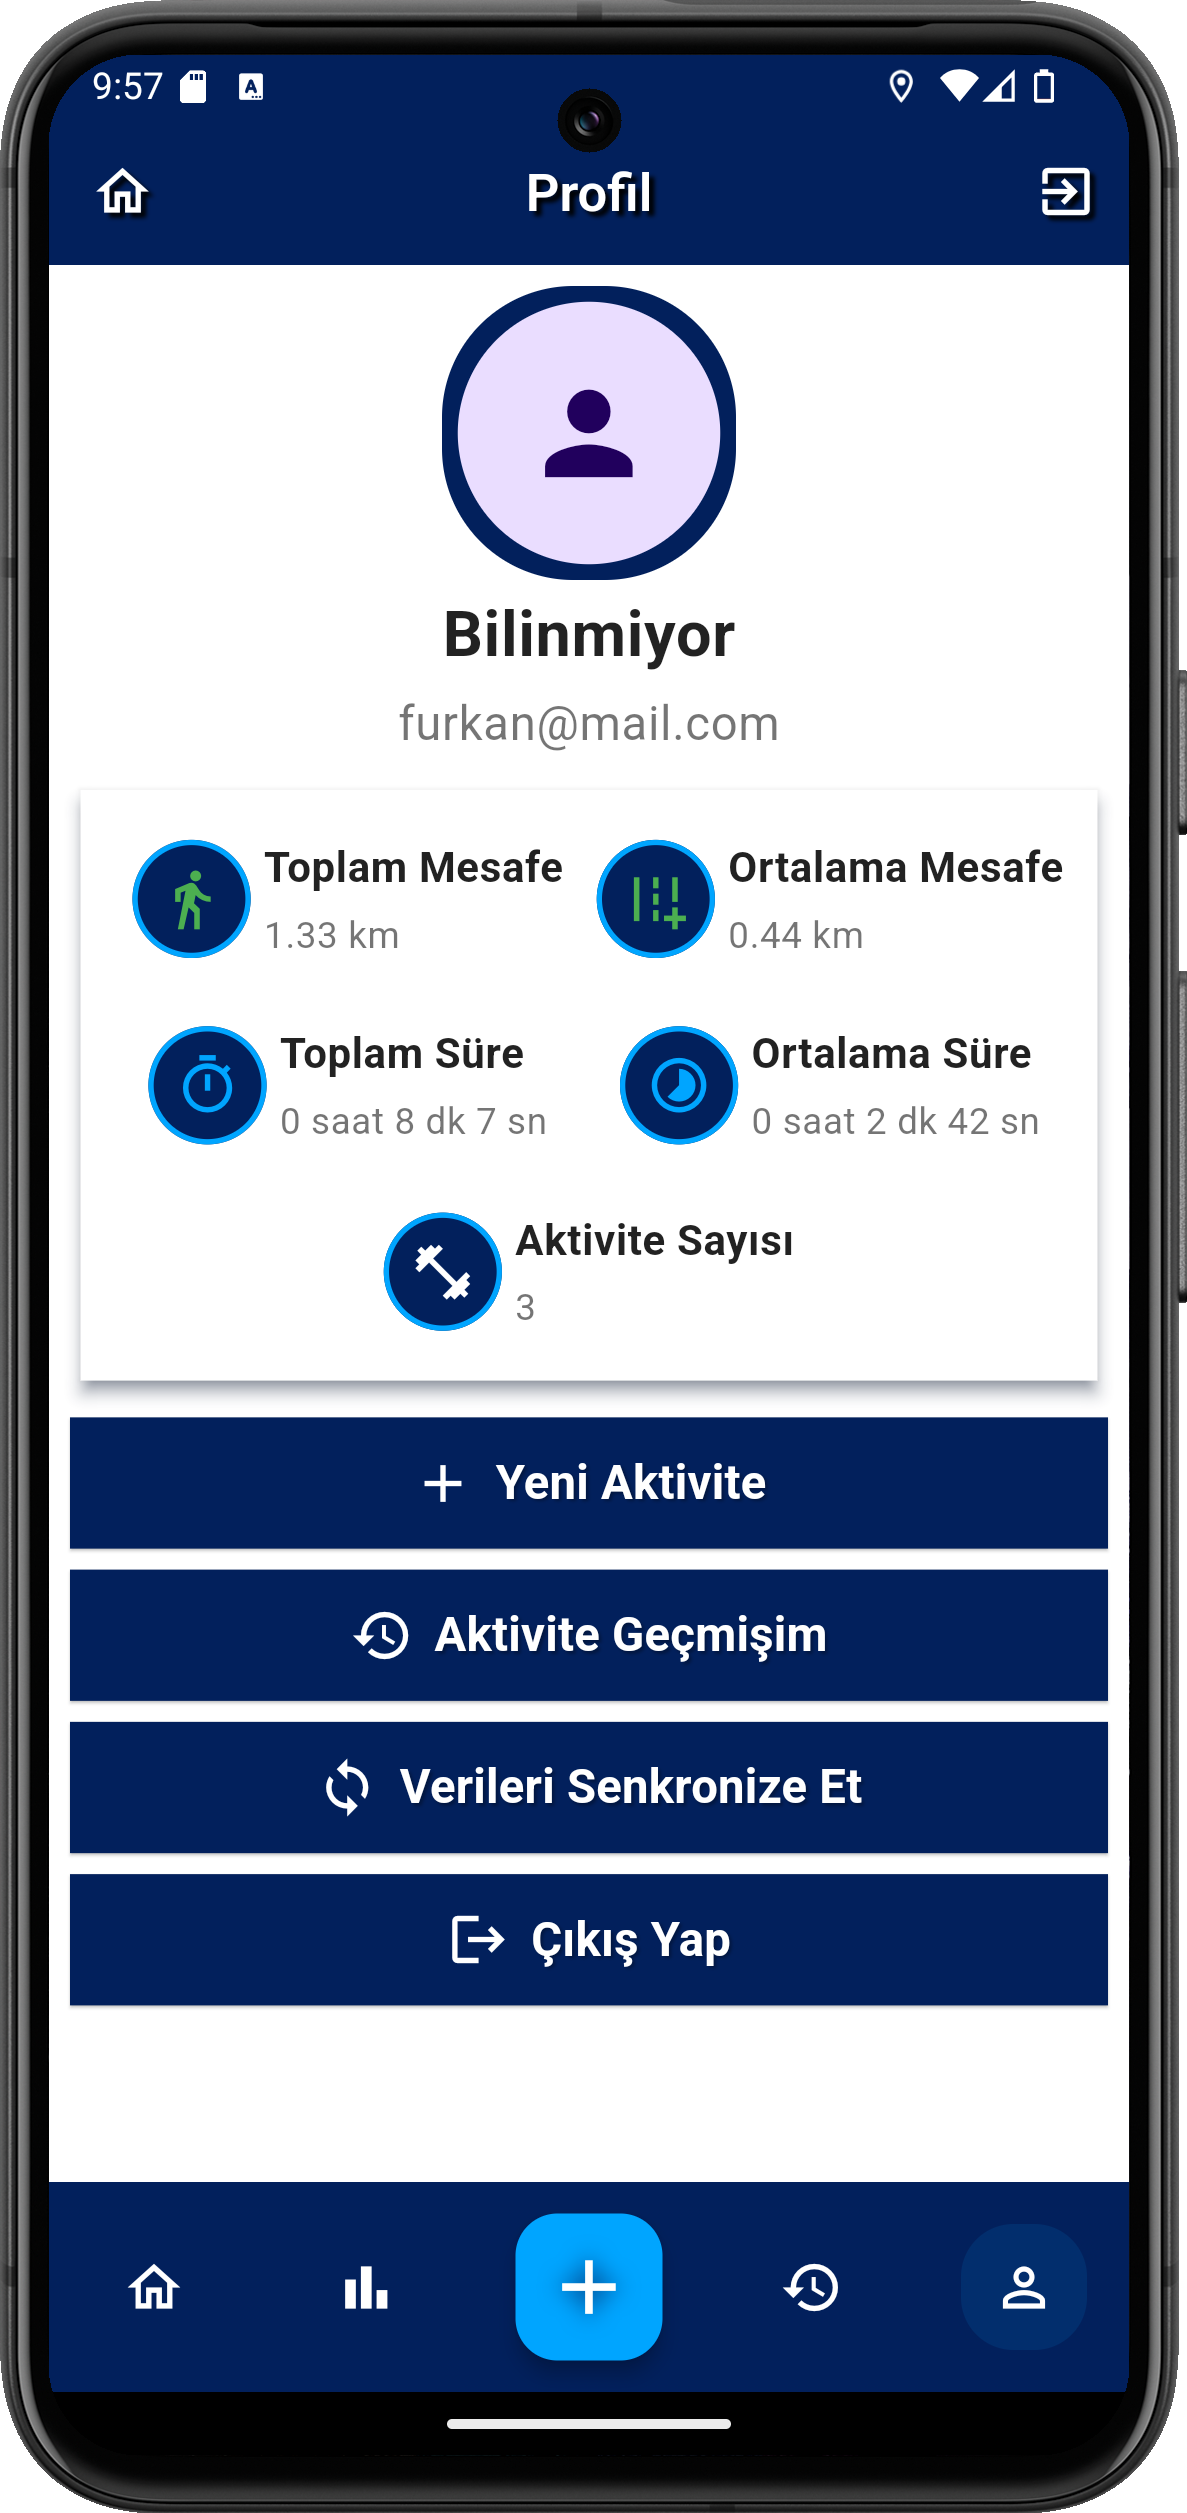 9:57
Profil
Bilinmiyor
furkan@mail.com
Toplam Mesafe
1.33 km
Ortalama Mesafe
0.44 km
Toplam Süre
0 saat 8 dk 7 sn
Ortalama Süre
0 saat 2 dk 42 sn
Aktivite Sayısı
3
Yeni Aktivite
Aktivite Geçmişim
Verileri Senkronize Et
Çıkış Yap